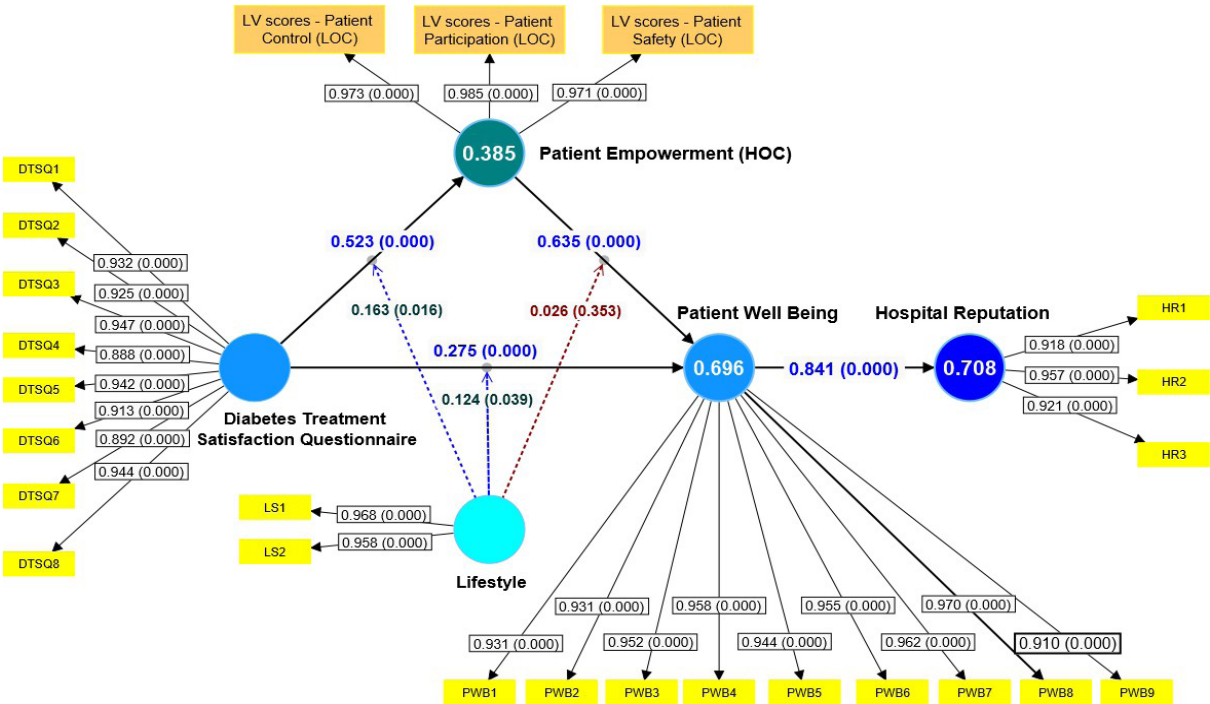 LV scores - Patient
Control (LOC)
LV scores - Patient
Participation (LOC)
LV scores - Patient
Safety (LOC)
0.973 (0.000)
0.985 (0.000)
0.971 (0.000)
0.385
Patient Empowerment (HOC)
DTSQ1
DTSQ2
DTSQ3
DTSQ4
DTSQ5
DTSQ6
DTSQ7
DTSQ8
0.932 (0.000)
0.925 (0.000)
0.947 (0.000)
0.888 (0.000)
0.942 (0.000)
0.913 (0.000)
0.892 (0.000)
0.944 (0.000)
Diabetes Treatment
Satisfaction Questionnaire
0.523 (0.000)
0.635 (0.000)
0.163 (0.016)
0.026 (0.353)
0.275 (0.000)
0.124 (0.039)
Patient Well Being
0.696
0.841 (0.000)
Hospital Reputation
0.708
0.918 (0.000)
0.957 (0.000)
0.921 (0.000)
HR1
HR2
HR3
LS1
LS2
0.968 (0.000)
0.958 (0.000)
Lifestyle
0.931 (0.000)
0.931 (0.000)
0.952 (0.000)
0.958 (0.000)
0.944 (0.000)
0.955 (0.000)
0.962 (0.000)
0.970 (0.000)
0.910 (0.000)
PWB1
PWB2
PWB3
PWB4
PWB5
PWB6
PWB7
PWB8
PWB9